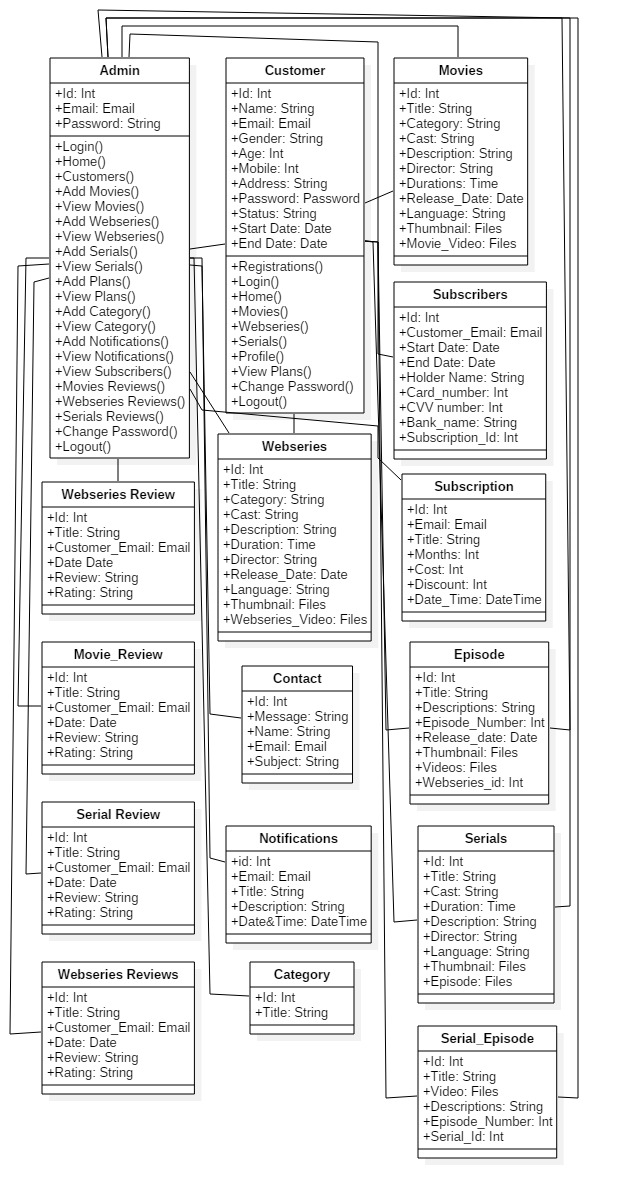 Admin
+Id: Int
+Email: Email
+Password: String
+Login()
+Home()
+Customers()
+Add Movies()
+View Movies()
+Add Webseries()
+View Webseries()
+Add Serials()
+View Serials()
+Add Plans()
+View Plans()
+Add Category()
+View Category()
+Add Notifications()
+View Notifications()
+View Subscribers()
+Movies Reviews()
+Webseries Reviews()
+Serials Reviews()
+Change Password()
+Logout()
Customer
+Id: Int
+Name: String
+Email: Email
+Gender: String
+Age: Int
+Mobile: Int
+Address: String
+Password: Password
+Status: String
+Start Date: Date
+End Date: Date
+Registrations()
+Login()
+Home()
+Movies()
+Webseries()
+Serials()
+Profile()
+View Plans()
+Change Password()
+Logout()
Movies
+Id: Int
+Title: String
+Category: String
+Cast: String
+Description: String
+Director: String
+Durations: Time
+Release_Date: Date
+Language: String
+Thumbnail: Files
+Movie_Video: Files
Subscribers
+Id: Int
+Customer_Email: Email
+Start Date: Date
+End Date: Date
+Holder Name: String
+Card_number: Int
+CVV number: Int
+Bank_name: String
+Subscription_Id: Int
Webseries
+Id: Int
+Title: String
+Category: String
+Cast: String
+Description: String
+Duration: Time
+Director: String
+Release_Date: Date
+Language: String
+Thumbnail: Files
+Webseries_Video: Files
Subscription
+Id: Int
+Email: Email
+Title: String
+Months: Int
+Cost: Int
+Discount: Int
+Date_Time: DateTime
Webseries Review
+Id: Int
+Title: String
+Customer_Email: Email
+Date Date
+Review: String
+Rating: String
Movie_Review
+Id: Int
+Title: String
+Customer_Email: Email
+Date: Date
+Review: String
+Rating: String
Contact
+Id: Int
+Message: String
+Name: String
+Email: Email
+Subject: String
Episode
+Id: Int
+Title: String
+Descriptions: String
+Episode_Number: Int
+Release_date: Date
+Thumbnail: Files
+Videos: Files
+Webseries_id: Int
Serial Review
+Id: Int
+Title: String
+Customer_Email: Email
+Date: Date
+Review: String
+Rating: String
Notifications
+id: Int
+Email: Email
+Title: String
+Description: String
+Date&Time: DateTime
Serials
+Id: Int
+Title: String
+Cast: String
+Duration: Time
+Description: String
+Director: String
+Language: String
+Thumbnail: Files
+Episode: Files
Webseries Reviews
+Id: Int
+Title: String
+Customer_Email: Email
+Date: Date
+Review: String
+Rating: String
Category
+Id: Int
+Title: String
Serial_Episode
+Id: Int
+Title: String
+Video: Files
+Descriptions: String
+Episode_Number: Int
+Serial_Id: Int